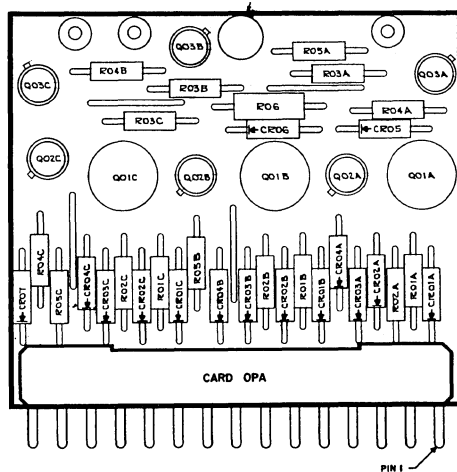 Q03B
R05A
R04B
R03A
Q03C
Q03A
R03B
R06
R04A
R03C
CR06
CR05
Q02C
Q01C
Q02B
Q01B
Q02A
Q01A
CR07
R04C
R05C
CR04C
CR03C
R02C
CR02C
R01C
CR01C
R05B
CR03B
R02B
CR02B
R01B
CR01B
CR04A
CR03A
CR02A
R02A
R01A
CR01A
CARD OPA
PIN 1